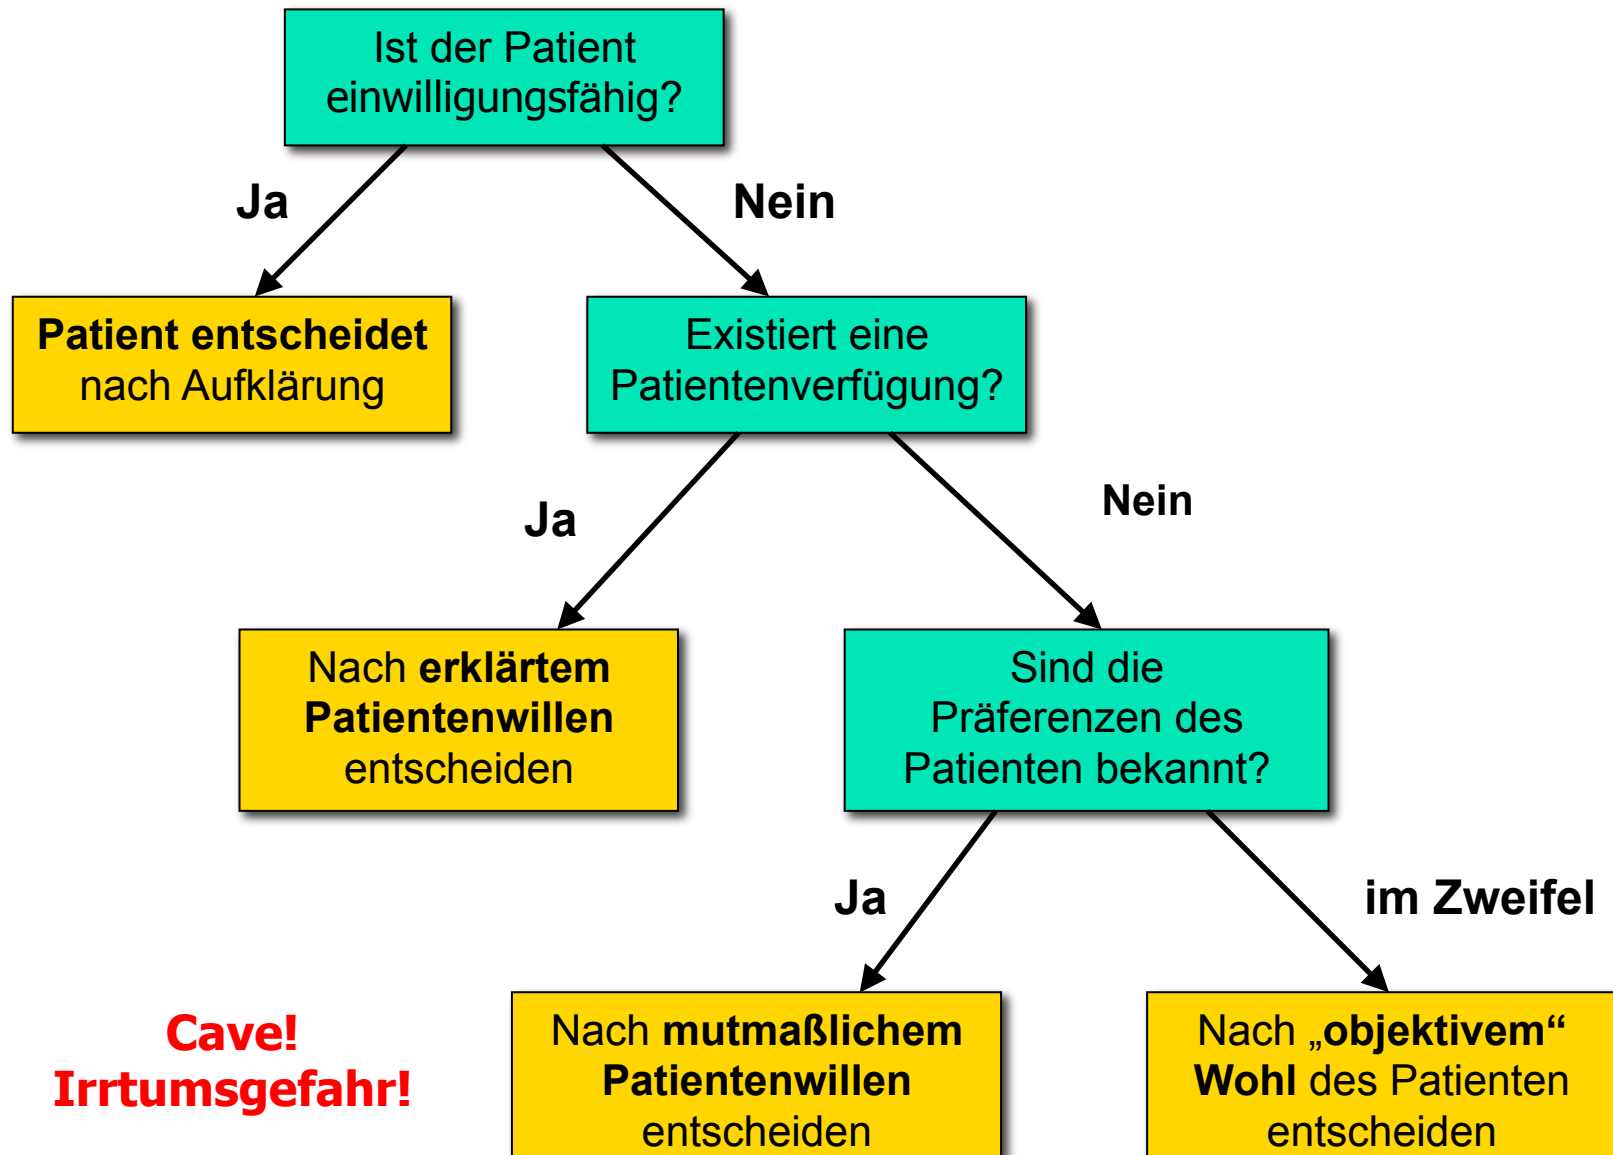 Ist der Patient
einwilligungsfähig?
Ja
Nein
Patient entscheidet
nach Aufklärung
Existiert eine
Patientenverfügung?
Ja
Nein
Nach erklärtem
Patientenwillen
entscheiden
Sind die
Präferenzen des
Patienten bekannt?
Ja
im Zweifel
Cave!
Irrtumsgefahr!
Nach mutmaßlichem
Patientenwillen
entscheiden
Nach „objektivem“
Wohl des Patienten
entscheiden